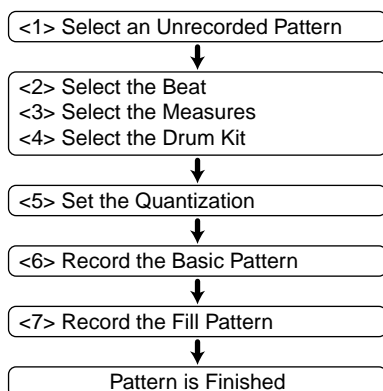 <1> Select an Unrecorded Pattern
<2> Select the Beat
<3> Select the Measures
<4> Select the Drum Kit
<5> Set the Quantization
<6> Record the Basic Pattern
<7> Record the Fill Pattern
Pattern is Finished